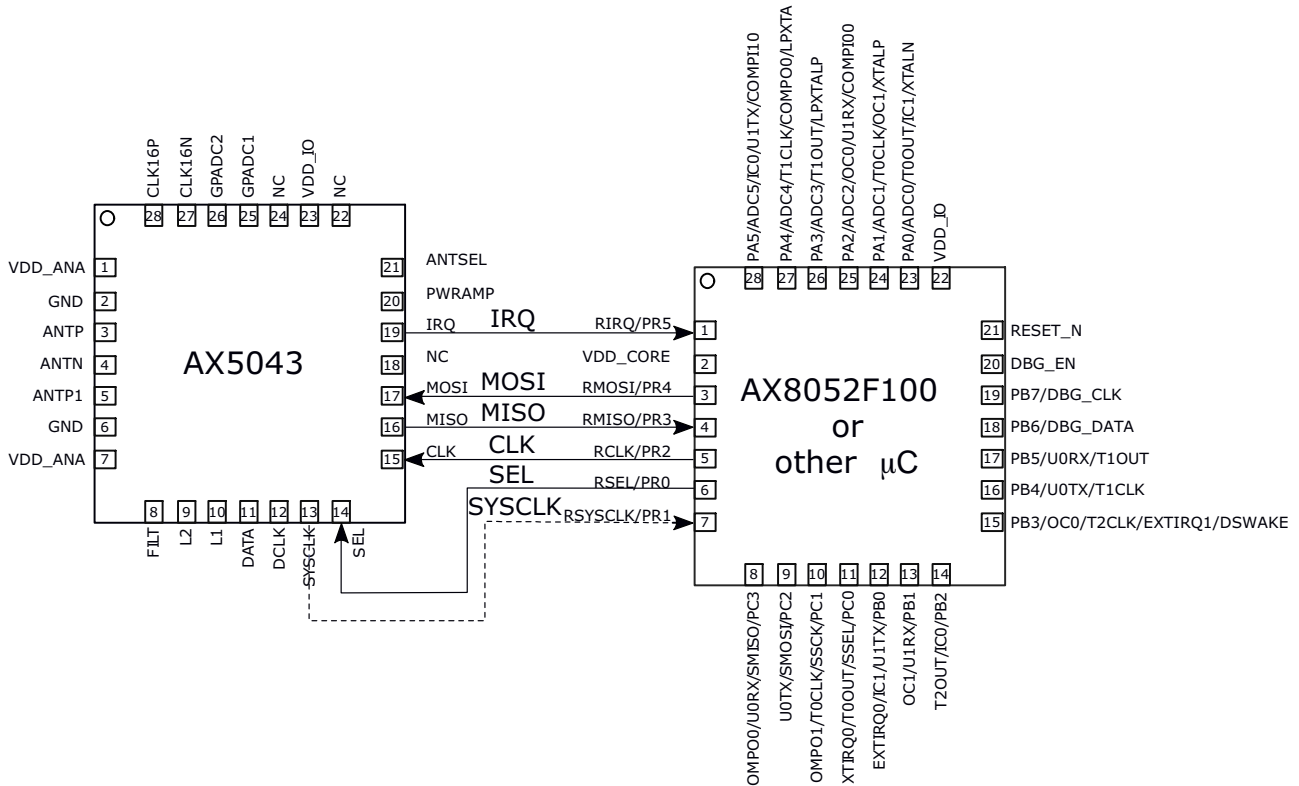 PA5/ADC5/IC0/U1TX/COMPI10
PA4/ADC4/T1CLK/COMPO0/LPXTA
PA3/ADC3/T1OUT/LPXTALP
PA2/ADC2/OC0/U1RX/COMPI00
PA1/ADC1/T0CLK/OC1/XTALP
PA0/ADC0/T0OUT/IC1/XTALN
VDD_IO
CLK16P
CLK16N
GPADC2
GPADC1
NC
VDD_IO
NC
28 27 26 25 24 23 22
VDD_ANA 1
GND 2
ANTP 3
ANTN 4
ANTP1 5
GND 6
VDD_ANA 7
AX5043
21 ANTSEL
20 PWRAMP
19 IRQ
18 NC
17 MOSI
16 MISO
15 CLK
8 9 10 11 12 13 14
FILT
L2
L1
DATA
DCLK
SYSCLK
SEL
IRQ
MOSI
MISO
CLK
SEL
SYSCLK
28 27 26 25 24 23 22
RIRQ/PR5 1
VDD_CORE 2
RMOSI/PR4 3
RMISO/PR3 4
RCLK/PR2 5
RSEL/PR0 6
RSYSCLK/PR1 7
AX8052F100
or
other μC
21 RESET_N
20 DBG_EN
19 PB7/DBG_CLK
18 PB6/DBG_DATA
17 PB5/U0RX/T1OUT
16 PB4/U0TX/T1CLK
15 PB3/OC0/T2CLK/EXTIRQ1/DSWAKE
8 9 10 11 12 13 14
OMPO0/U0RX/SMISO/PC3
U0TX/SMOSI/PC2
OMPO1/T0CLK/SSCK/PC1
XTIRQ0/T0OUT/SSEL/PC0
EXTIRQ0/IC1/U1TX/PB0
OC1/U1RX/PB1
T2OUT/IC0/PB2